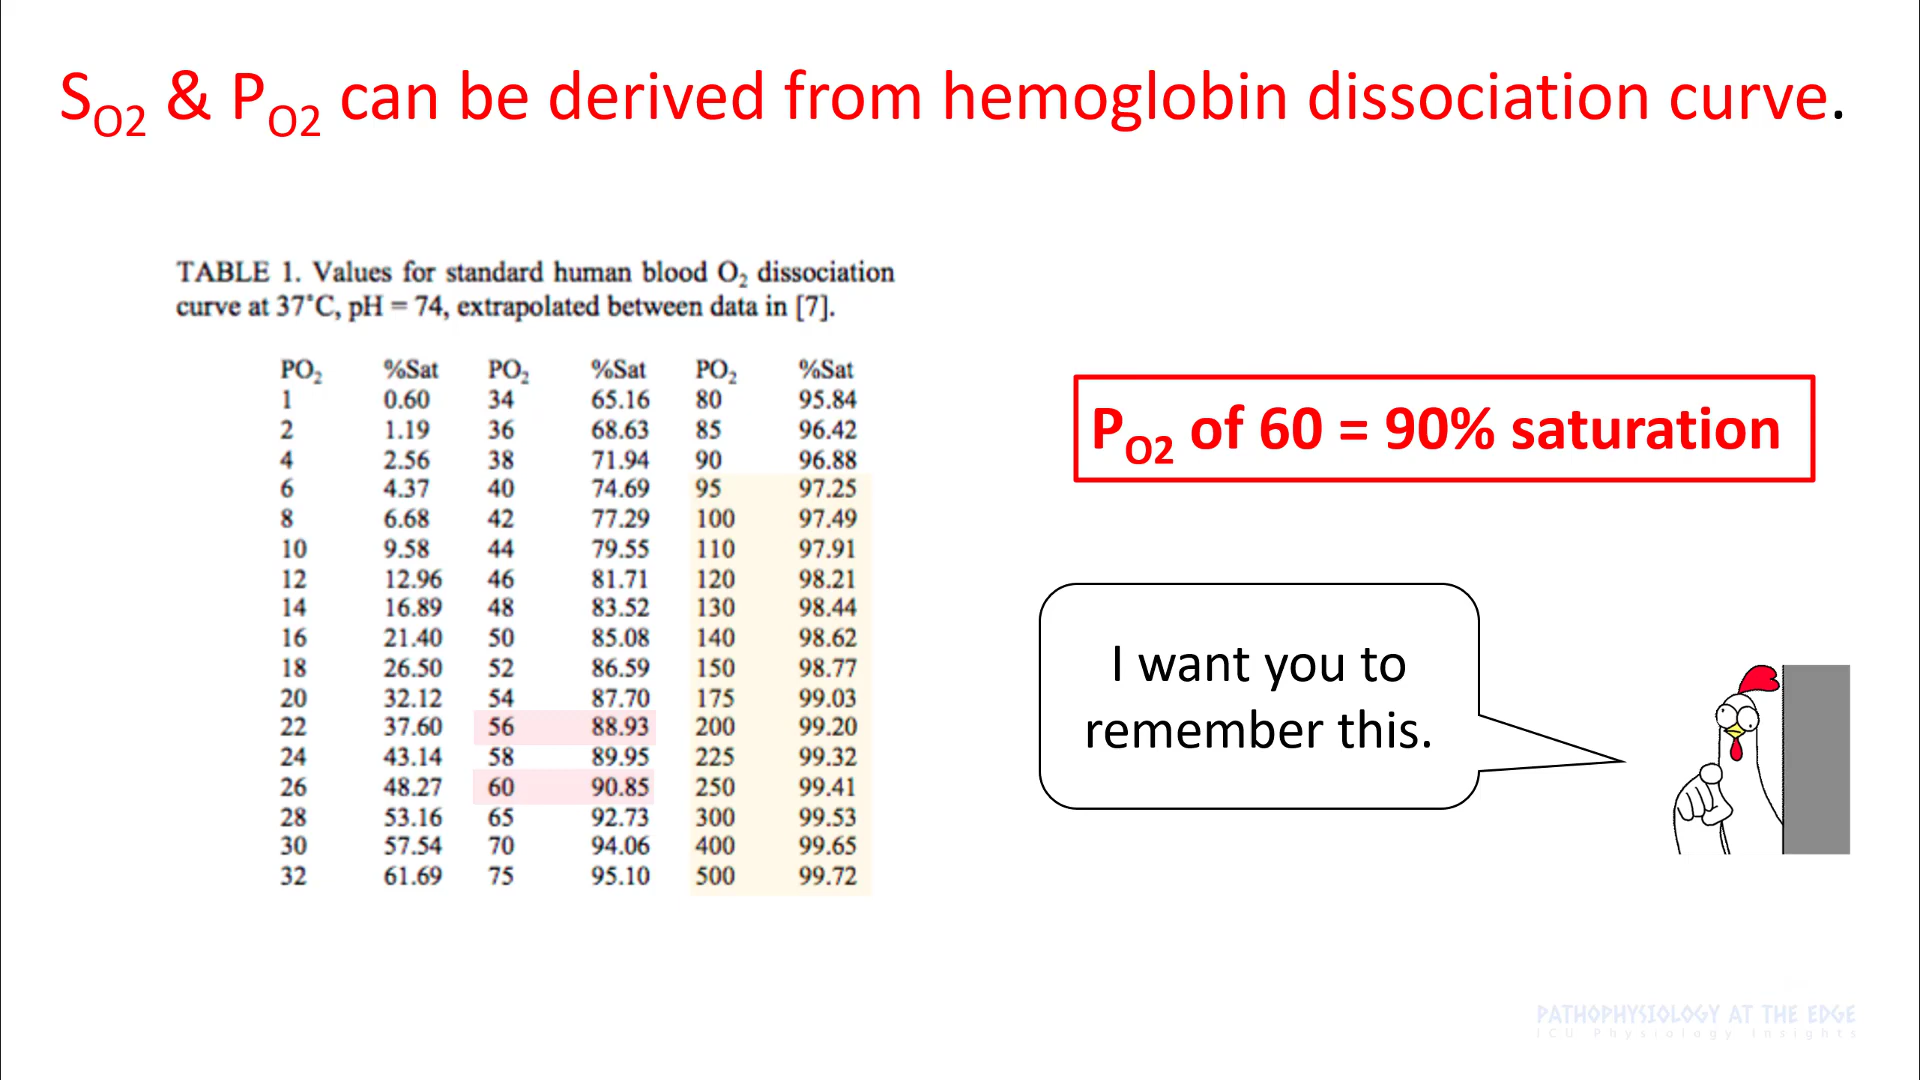 SO2 & PO2 can be derived from hemoglobin dissociation curve.
TABLE 1. Values for standard human blood O2 dissociation
curve at 37°C, pH = 74, extrapolated between data in [7].
PO2 %Sat PO2 %Sat PO2 %Sat
1 0.60 34 65.16 80 95.84
2 1.19 36 68.63 85 96.42
4 2.56 38 71.94 90 96.88
6 4.37 40 74.69 95 97.25
8 6.68 42 77.29 100 97.49
10 9.58 44 79.55 110 97.91
12 12.96 46 81.71 120 98.21
14 16.89 48 83.52 130 98.44
16 21.40 50 85.08 140 98.62
18 26.50 52 86.59 150 98.77
20 32.12 54 87.70 175 99.03
22 37.60 56 88.93 200 99.20
24 43.14 58 89.95 225 99.32
26 48.27 60 90.85 250 99.41
28 53.16 65 92.73 300 99.53
30 57.54 70 94.06 400 99.65
32 61.69 75 95.10 500 99.72
PO2 of 60 = 90% saturation
I want you to
remember this.
PATHOPHYSIOLOGY AT THE EDGE
ICU Physiology Insights